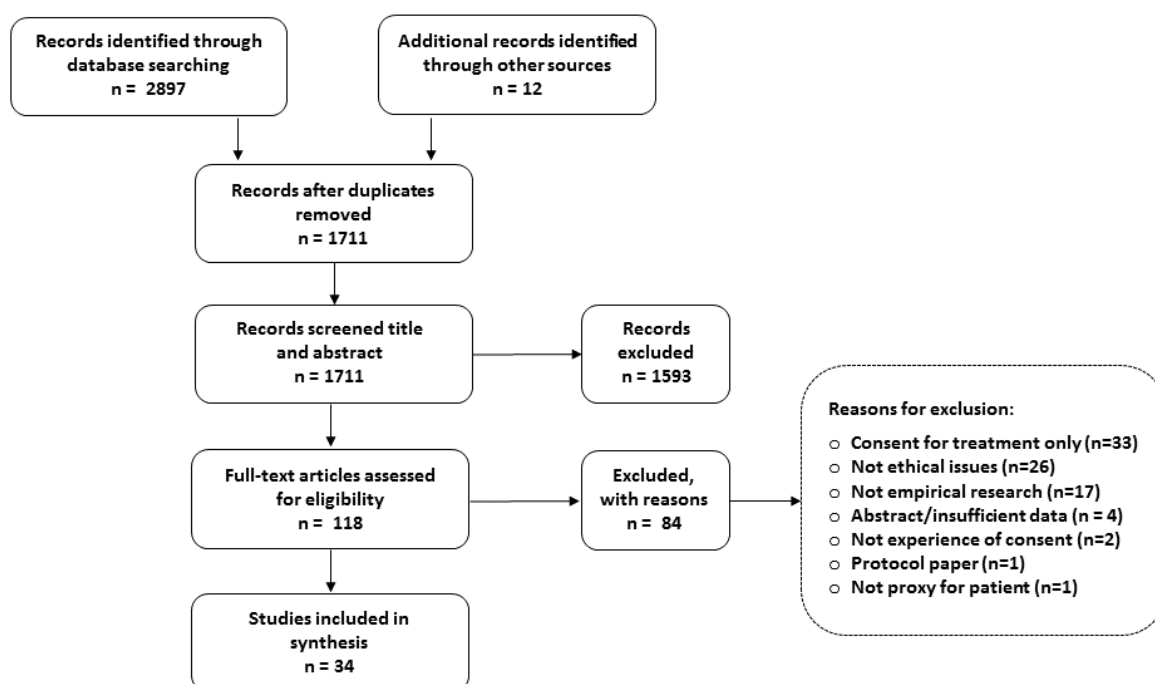 Records identified through
database searching
n = 2897
Additional records identified
through other sources
n = 12
Records after duplicates
removed
n = 1711
Records screened title
and abstract
n = 1711
Records
excluded
n = 1593
Full-text articles assessed
for eligibility
n = 118
Excluded,
with reasons
n = 84
Reasons for exclusion:
o Consent for treatment only (n=33)
o Not ethical issues (n=26)
o Not empirical research (n=17)
o Abstract/insufficient data (n = 4)
o Not experience of consent (n=2)
o Protocol paper (n=1)
o Not proxy for patient (n=1)
Studies included in
synthesis
n = 34